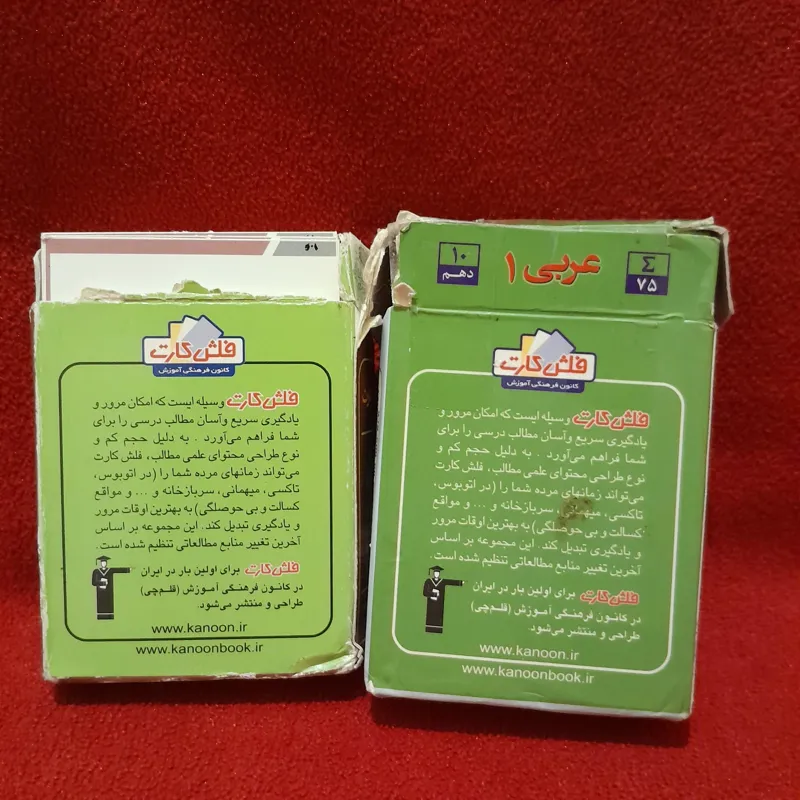 فلش کارت
کانون فرهنگی آموزش
فلش کارت وسیله ایست که امکان مرور و
یادگیری سریع وآسان مطالب درسی را برای
شما فراهم می‌آورد . به دلیل حجم کم و
نوع طراحی محتوای علمی مطالب، فلش کارت
می‌تواند زمانهای مرده شما را (در اتوبوس،
تاکسی، میهمانی، سربازخانه و ... و مواقع
کسالت و بی حوصلگی) به بهترین اوقات مرور
و یادگیری تبدیل کند. این مجموعه بر اساس
آخرین تغییر منابع مطالعاتی تنظیم شده است.
فلش کارت برای اولین بار در ایران
در کانون فرهنگی آموزش (قلم‌چی)
طراحی و منتشر می‌شود.
www.kanoon.ir
www.kanoonbook.ir
۱۰
دهم
عربی ۱
۷۵
فلش کارت
کانون فرهنگی آموزش
فلش کارت وسیله ایست که امکان مرور و
یادگیری سریع وآسان مطالب درسی را برای
شما فراهم می‌آورد . به دلیل حجم کم و
نوع طراحی محتوای علمی مطالب، فلش کارت
می‌تواند زمانهای مرده شما را (در اتوبوس،
تاکسی، میهمانی، سربازخانه و ... و مواقع
کسالت و بی حوصلگی) به بهترین اوقات مرور
و یادگیری تبدیل کند. این مجموعه بر اساس
آخرین تغییر منابع مطالعاتی تنظیم شده است.
فلش کارت برای اولین بار در ایران
در کانون فرهنگی آموزش (قلم‌چی)
طراحی و منتشر می‌شود.
www.kanoon.ir
www.kanoonbook.ir